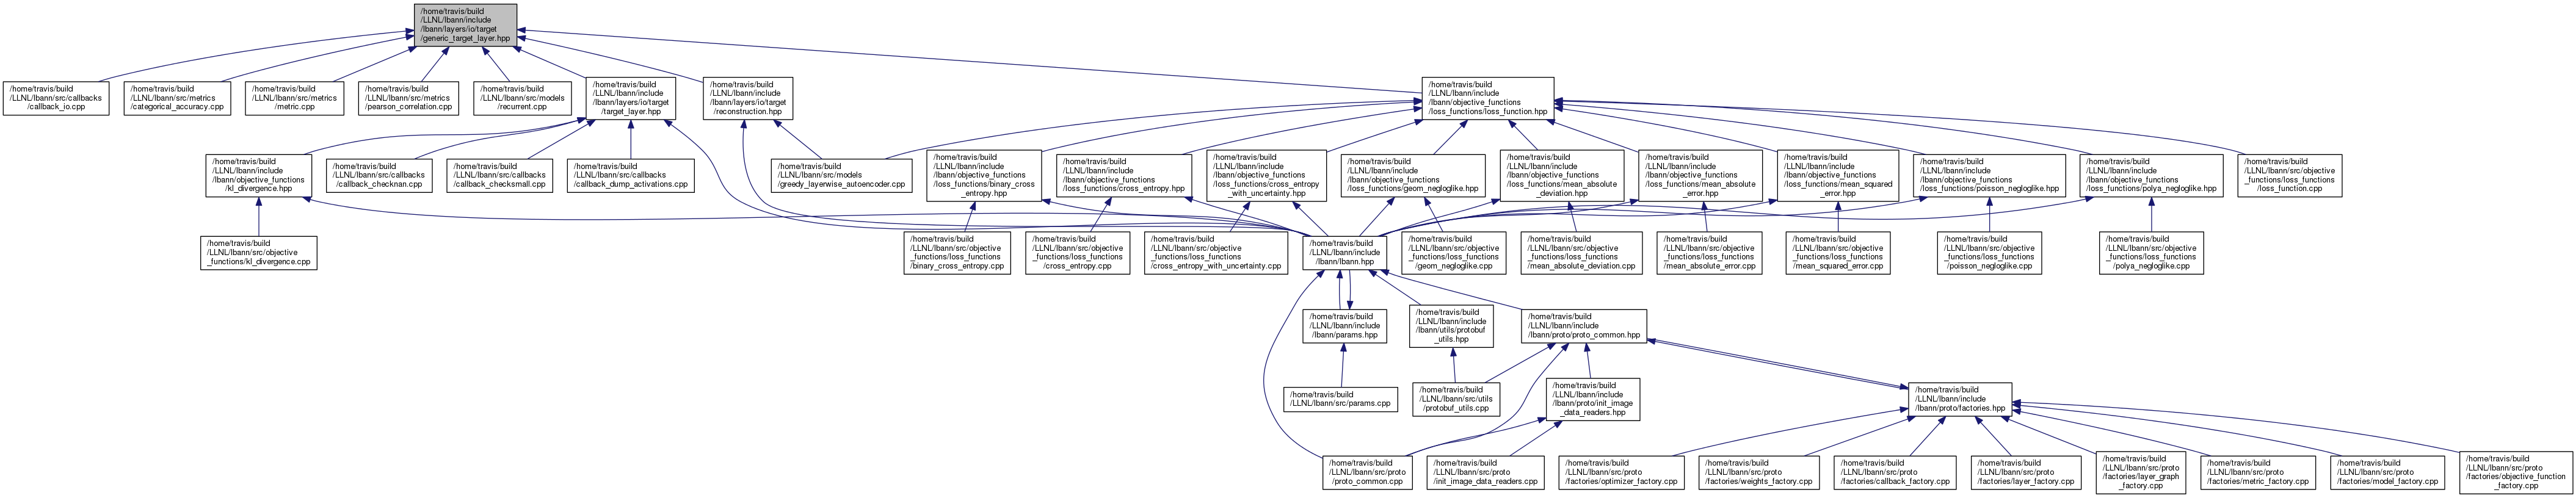 /home/travis/build
/LLNL/lbann/include
/lbann/layers/io/target
/generic_target_layer.hpp
/home/travis/build
/LLNL/lbann/src/callbacks
/callback_io.cpp
/home/travis/build
/LLNL/lbann/src/metrics
/categorical_accuracy.cpp
/home/travis/build
/LLNL/lbann/src/metrics
/metric.cpp
/home/travis/build
/LLNL/lbann/src/metrics
/pearson_correlation.cpp
/home/travis/build
/LLNL/lbann/src/models
/recurrent.cpp
/home/travis/build
/LLNL/lbann/include
/lbann/layers/io/target
/target_layer.hpp
/home/travis/build
/LLNL/lbann/include
/lbann/layers/io/target
/reconstruction.hpp
/home/travis/build
/LLNL/lbann/include
/lbann/objective_functions
/loss_functions/loss_function.hpp
/home/travis/build
/LLNL/lbann/include
/lbann/objective_functions
/kl_divergence.hpp
/home/travis/build
/LLNL/lbann/src/callbacks
/callback_checknan.cpp
/home/travis/build
/LLNL/lbann/src/callbacks
/callback_checksmall.cpp
/home/travis/build
/LLNL/lbann/src/callbacks
/callback_dump_activations.cpp
/home/travis/build
/LLNL/lbann/src/models
/greedy_layerwise_autoencoder.cpp
/home/travis/build
/LLNL/lbann/include
/lbann/objective_functions
/loss_functions/binary_cross
_entropy.hpp
/home/travis/build
/LLNL/lbann/include
/lbann/objective_functions
/loss_functions/cross_entropy.hpp
/home/travis/build
/LLNL/lbann/include
/lbann/objective_functions
/loss_functions/cross_entropy
_with_uncertainty.hpp
/home/travis/build
/LLNL/lbann/include
/lbann/objective_functions
/loss_functions/geom_negloglike.hpp
/home/travis/build
/LLNL/lbann/include
/lbann/objective_functions
/loss_functions/mean_absolute
_deviation.hpp
/home/travis/build
/LLNL/lbann/include
/lbann/objective_functions
/loss_functions/mean_absolute
_error.hpp
/home/travis/build
/LLNL/lbann/include
/lbann/objective_functions
/loss_functions/mean_squared
_error.hpp
/home/travis/build
/LLNL/lbann/include
/lbann/objective_functions
/loss_functions/poisson_negloglike.hpp
/home/travis/build
/LLNL/lbann/include
/lbann/objective_functions
/loss_functions/polya_negloglike.hpp
/home/travis/build
/LLNL/lbann/src/objective
_functions/loss_functions
/loss_function.cpp
/home/travis/build
/LLNL/lbann/src/objective
_functions/kl_divergence.cpp
/home/travis/build
/LLNL/lbann/src/objective
_functions/loss_functions
/binary_cross_entropy.cpp
/home/travis/build
/LLNL/lbann/src/objective
_functions/loss_functions
/cross_entropy.cpp
/home/travis/build
/LLNL/lbann/src/objective
_functions/loss_functions
/cross_entropy_with_uncertainty.cpp
/home/travis/build
/LLNL/lbann/include
/lbann/lbann.hpp
/home/travis/build
/LLNL/lbann/src/objective
_functions/loss_functions
/geom_negloglike.cpp
/home/travis/build
/LLNL/lbann/src/objective
_functions/loss_functions
/mean_absolute_deviation.cpp
/home/travis/build
/LLNL/lbann/src/objective
_functions/loss_functions
/mean_absolute_error.cpp
/home/travis/build
/LLNL/lbann/src/objective
_functions/loss_functions
/mean_squared_error.cpp
/home/travis/build
/LLNL/lbann/src/objective
_functions/loss_functions
/poisson_negloglike.cpp
/home/travis/build
/LLNL/lbann/src/objective
_functions/loss_functions
/polya_negloglike.cpp
/home/travis/build
/LLNL/lbann/include
/lbann/params.hpp
/home/travis/build
/LLNL/lbann/include
/lbann/utils/protobuf
_utils.hpp
/home/travis/build
/LLNL/lbann/include
/lbann/proto/proto_common.hpp
/home/travis/build
/LLNL/lbann/src/params.cpp
/home/travis/build
/LLNL/lbann/src/utils
/protobuf_utils.cpp
/home/travis/build
/LLNL/lbann/include
/lbann/proto/init_image
_data_readers.hpp
/home/travis/build
/LLNL/lbann/include
/lbann/proto/factories.hpp
/home/travis/build
/LLNL/lbann/src/proto
/proto_common.cpp
/home/travis/build
/LLNL/lbann/src/proto
/init_image_data_readers.cpp
/home/travis/build
/LLNL/lbann/src/proto
/factories/optimizer_factory.cpp
/home/travis/build
/LLNL/lbann/src/proto
/factories/weights_factory.cpp
/home/travis/build
/LLNL/lbann/src/proto
/factories/callback_factory.cpp
/home/travis/build
/LLNL/lbann/src/proto
/factories/layer_factory.cpp
/home/travis/build
/LLNL/lbann/src/proto
/factories/layer_graph
_factory.cpp
/home/travis/build
/LLNL/lbann/src/proto
/factories/metric_factory.cpp
/home/travis/build
/LLNL/lbann/src/proto
/factories/model_factory.cpp
/home/travis/build
/LLNL/lbann/src/proto
/factories/objective_function
_factory.cpp